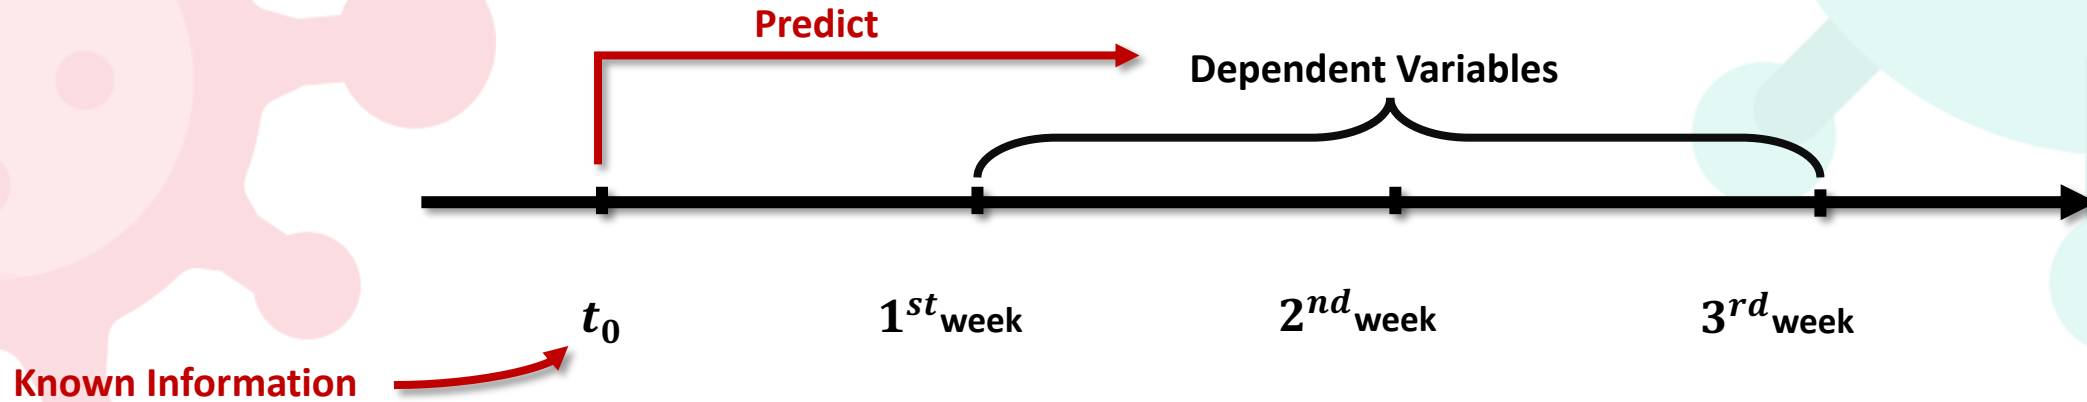 Predict
Dependent Variables
t₀ 1ˢᵗ week 2ⁿᵈ week 3ʳᵈ week
Known Information